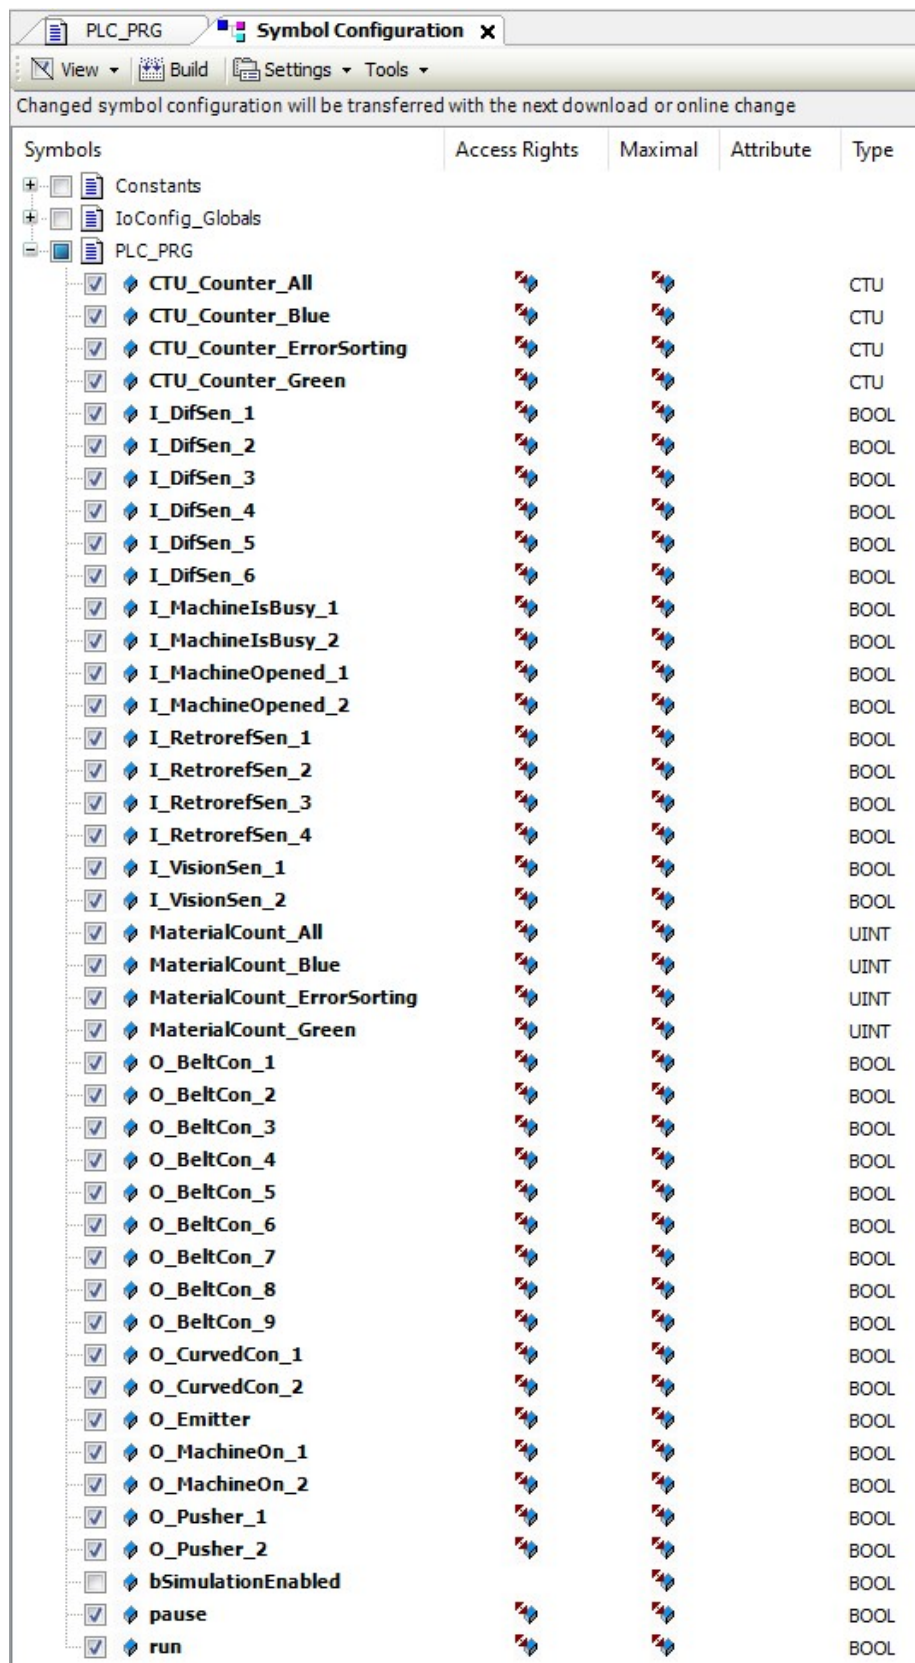 PLC_PRG Symbol Configuration
View Build Settings Tools
Changed symbol configuration will be transferred with the next download or online change
Symbols Access Rights Maximal Attribute Type
Constants
IoConfig_Globals
PLC_PRG
CTU_Counter_All CTU
CTU_Counter_Blue CTU
CTU_Counter_ErrorSorting CTU
CTU_Counter_Green CTU
I_DifSen_1 BOOL
I_DifSen_2 BOOL
I_DifSen_3 BOOL
I_DifSen_4 BOOL
I_DifSen_5 BOOL
I_DifSen_6 BOOL
I_MachineIsBusy_1 BOOL
I_MachineIsBusy_2 BOOL
I_MachineOpened_1 BOOL
I_MachineOpened_2 BOOL
I_RetrorefSen_1 BOOL
I_RetrorefSen_2 BOOL
I_RetrorefSen_3 BOOL
I_RetrorefSen_4 BOOL
I_VisionSen_1 BOOL
I_VisionSen_2 BOOL
MaterialCount_All UINT
MaterialCount_Blue UINT
MaterialCount_ErrorSorting UINT
MaterialCount_Green UINT
O_BeltCon_1 BOOL
O_BeltCon_2 BOOL
O_BeltCon_3 BOOL
O_BeltCon_4 BOOL
O_BeltCon_5 BOOL
O_BeltCon_6 BOOL
O_BeltCon_7 BOOL
O_BeltCon_8 BOOL
O_BeltCon_9 BOOL
O_CurvedCon_1 BOOL
O_CurvedCon_2 BOOL
O_Emitter BOOL
O_MachineOn_1 BOOL
O_MachineOn_2 BOOL
O_Pusher_1 BOOL
O_Pusher_2 BOOL
bSimulationEnabled BOOL
pause BOOL
run BOOL